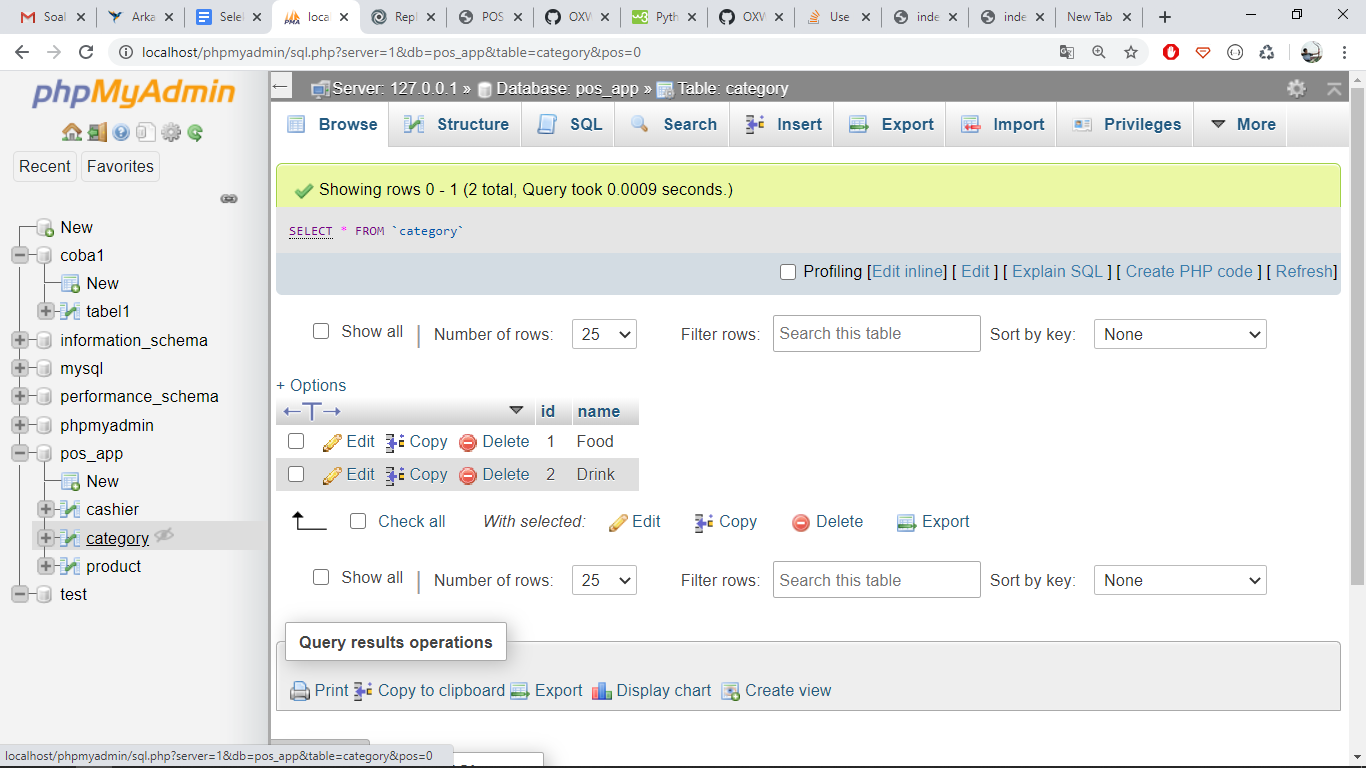 Soal Arka Selel loca Repl POS OXW Pyth OXW Use inde inde New Tab
localhost/phpmyadmin/sql.php?server=1&db=pos_app&table=category&pos=0
phpMyAdmin
Recent Favorites
New
coba1
New
tabel1
information_schema
mysql
performance_schema
phpmyadmin
pos_app
New
cashier
category
product
test
Server: 127.0.0.1 » Database: pos_app » Table: category
Browse Structure SQL Search Insert Export Import Privileges More
Showing rows 0 - 1 (2 total, Query took 0.0009 seconds.)
SELECT * FROM `category`
Profiling [Edit inline] [ Edit ] [ Explain SQL ] [ Create PHP code ] [ Refresh]
Show all | Number of rows: 25 Filter rows: Search this table Sort by key: None
+ Options
←T→ id name
Edit Copy Delete 1 Food
Edit Copy Delete 2 Drink
Check all With selected: Edit Copy Delete Export
Show all | Number of rows: 25 Filter rows: Search this table Sort by key: None
Query results operations
Print Copy to clipboard Export Display chart Create view
localhost/phpmyadmin/sql.php?server=1&db=pos_app&table=category&pos=0